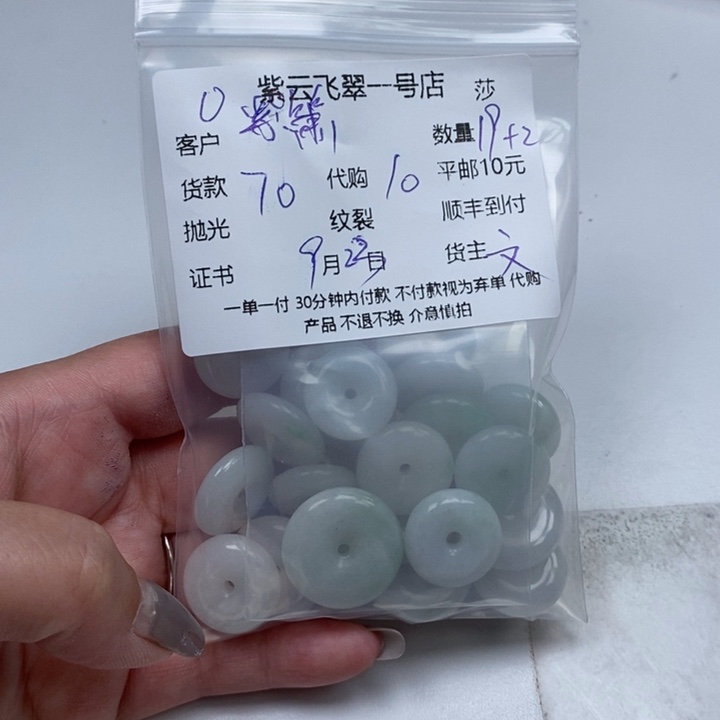 紫云飞翠一号店 莎
0
客户 数量 19+2
货款 70 代购 10 平邮10元
抛光 纹裂 顺丰到付
证书 9月23日 货主 文
一单一付 30分钟内付款 不付款视为弃单 代购
产品 不退不换 介意慎拍